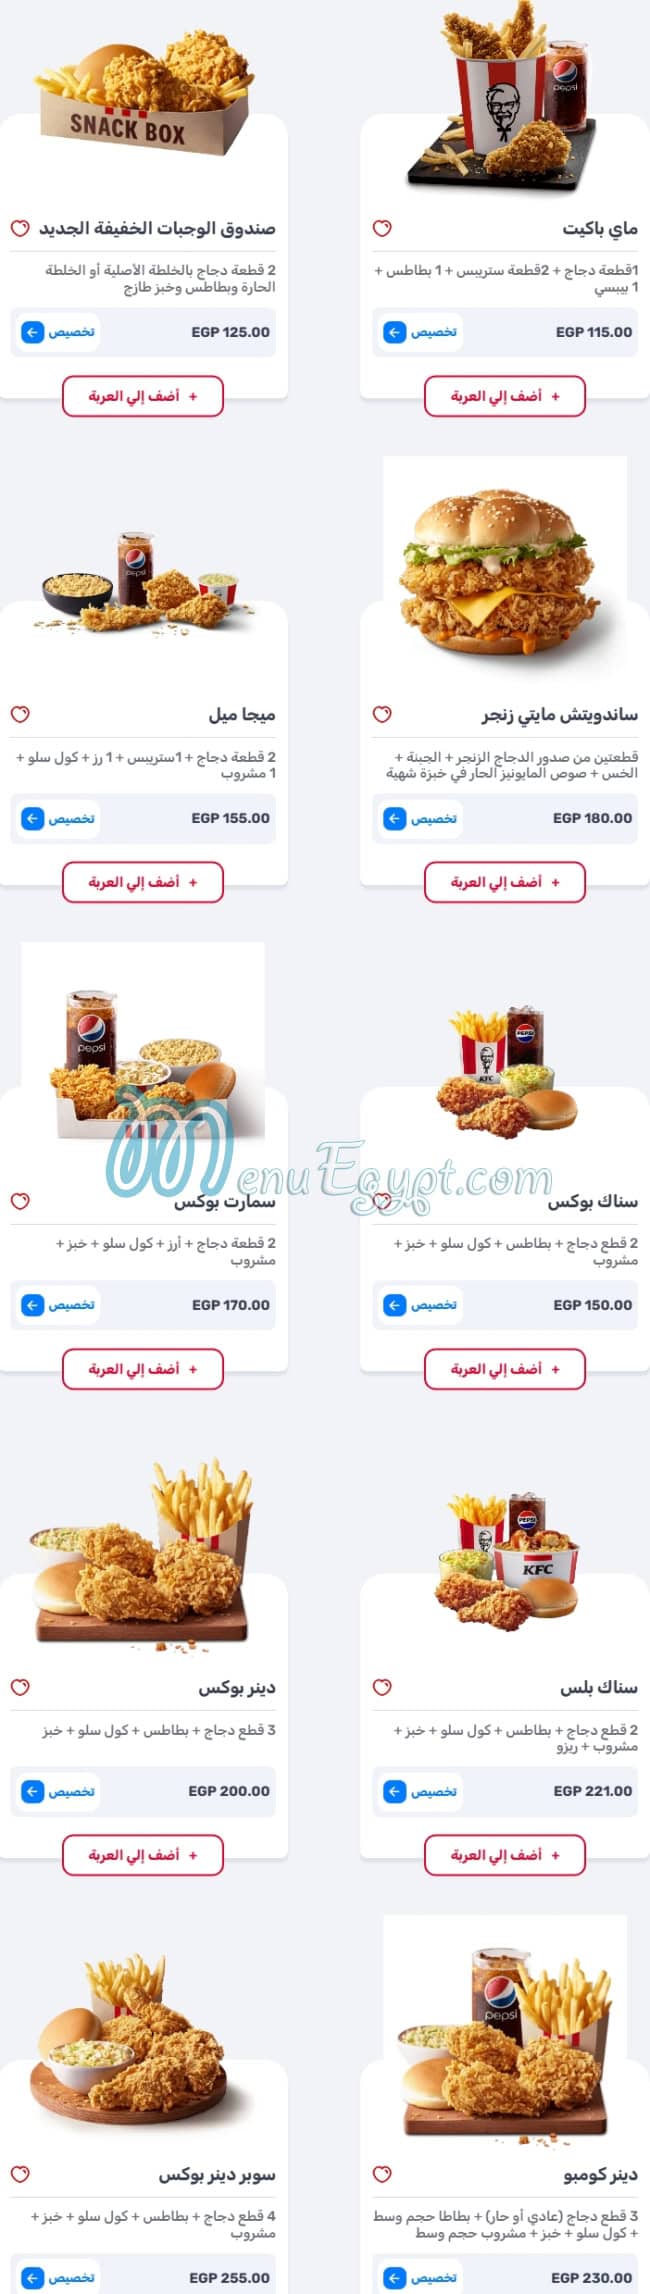 pepsi
ماي باكيت
1قطعة دجاج + 2قطعة ستريبس + 1 بطاطس +
1 بيبسي
EGP 115.00
تخصيص
+ أضف إلي العربة
SNACK BOX
صندوق الوجبات الخفيفة الجديد
2 قطعة دجاج بالخلطة الأصلية أو الخلطة
الحارة وبطاطس وخبز طازج
EGP 125.00
تخصيص
+ أضف إلي العربة
ساندويتش مايتي زنجر
قطعتين من صدور الدجاج الزنجر + الجبنة +
الخس + صوص المايونيز الحار في خبزة شهية
EGP 180.00
تخصيص
+ أضف إلي العربة
pepsi
ميجا ميل
2 قطعة دجاج + 1ستريبس + 1 رز + كول سلو +
1 مشروب
EGP 155.00
تخصيص
+ أضف إلي العربة
PEPSI
KFC
سناك بوكس
2 قطع دجاج + بطاطس + كول سلو + خبز +
مشروب
EGP 150.00
تخصيص
+ أضف إلي العربة
pepsi
MenuEgypt.com
سمارت بوكس
2 قطعة دجاج + أرز + كول سلو + خبز +
مشروب
EGP 170.00
تخصيص
+ أضف إلي العربة
PEPSI
KFC
سناك بلس
2 قطع دجاج + بطاطس + كول سلو + خبز +
مشروب + ريزو
EGP 221.00
تخصيص
+ أضف إلي العربة
دينر بوكس
3 قطع دجاج + بطاطس + كول سلو + خبز
EGP 200.00
تخصيص
+ أضف إلي العربة
pepsi
دينر كومبو
3 قطع دجاج (عادي أو حار) + بطاطا حجم وسط
+ كول سلو + خبز + مشروب حجم وسط
EGP 230.00
تخصيص
سوبر دينر بوكس
4 قطع دجاج + بطاطس + كول سلو + خبز +
مشروب
EGP 255.00
تخصيص